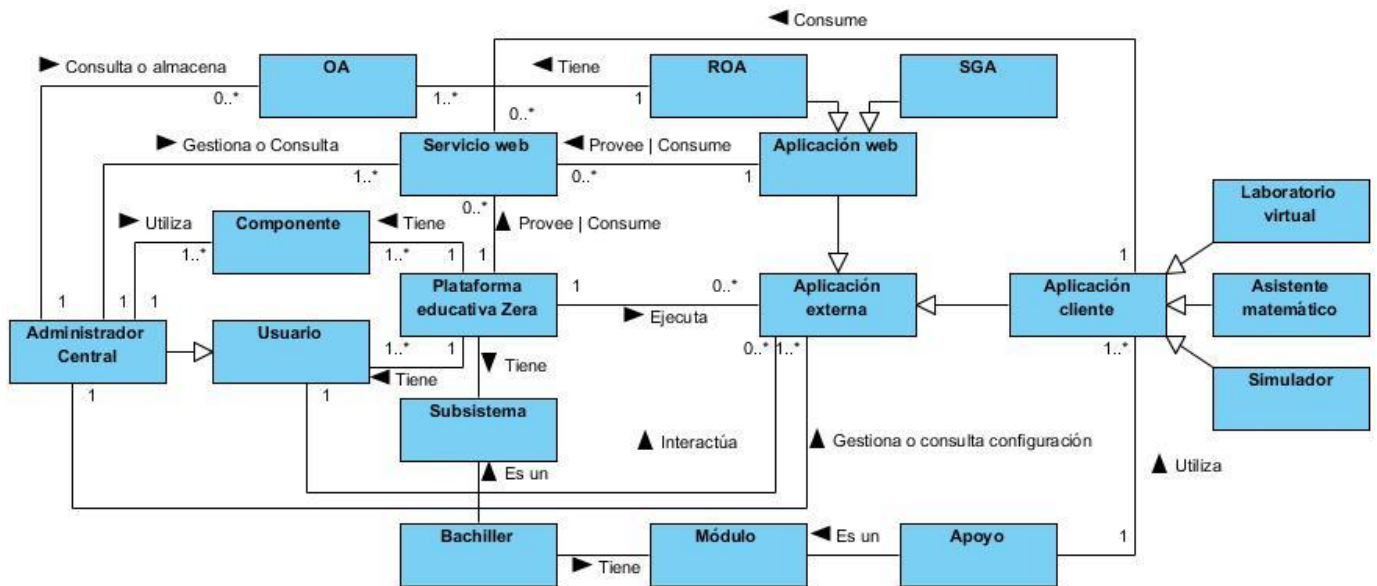 Consume
Consulta o almacena
OA
Tiene
ROA
SGA
0..*
1..*
1
0..*
Gestiona o Consulta
Servicio web
Provee | Consume
Aplicación web
1..*
0..*
1
Laboratorio
virtual
Utiliza
Componente
Tiene
0..*
Provee | Consume
1..*
1..*
1
1
1
Plataforma
educativa Zera
1
0..*
Aplicación
externa
Aplicación
cliente
Asistente
matemático
Ejecuta
1
1
1
Administrador
Central
Usuario
1..*
1
0..*
1..*
1..*
Tiene
Tiene
Simulador
1
1
Subsistema
Interactúa
Gestiona o consulta configuración
Utiliza
Es un
Bachiller
Módulo
Es un
Apoyo
1
Tiene